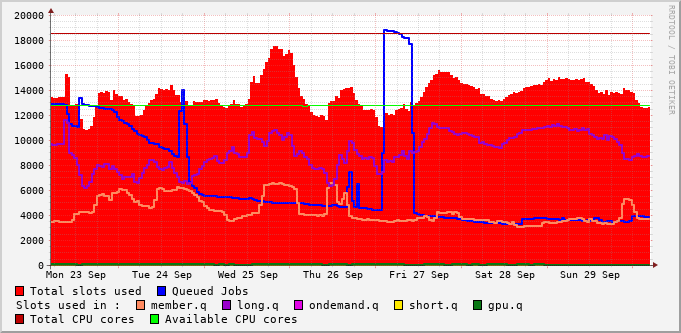 RRDTOOL / TOBI OETIKER
20000
18000
16000
14000
12000
10000
8000
6000
4000
2000
0
Mon 23 Sep Tue 24 Sep Wed 25 Sep Thu 26 Sep Fri 27 Sep Sat 28 Sep Sun 29 Sep
Total slots used Queued Jobs
Slots used in : member.q long.q ondemand.q short.q gpu.q
Total CPU cores Available CPU cores